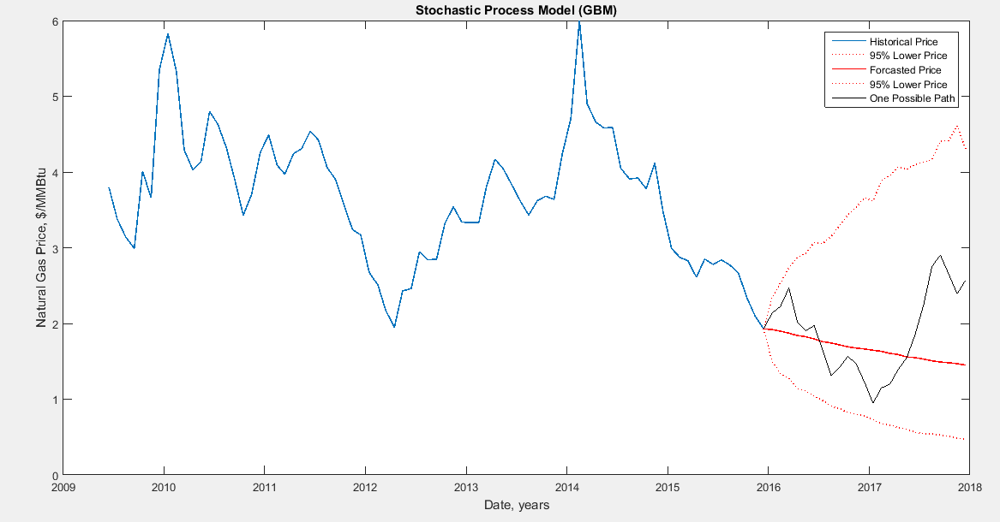 Stochastic Process Model (GBM)
Historical Price
95% Lower Price
Forcasted Price
95% Lower Price
One Possible Path
Natural Gas Price, $/MMBtu
6
5
4
3
2
1
0
2009 2010 2011 2012 2013 2014 2015 2016 2017 2018
Date, years